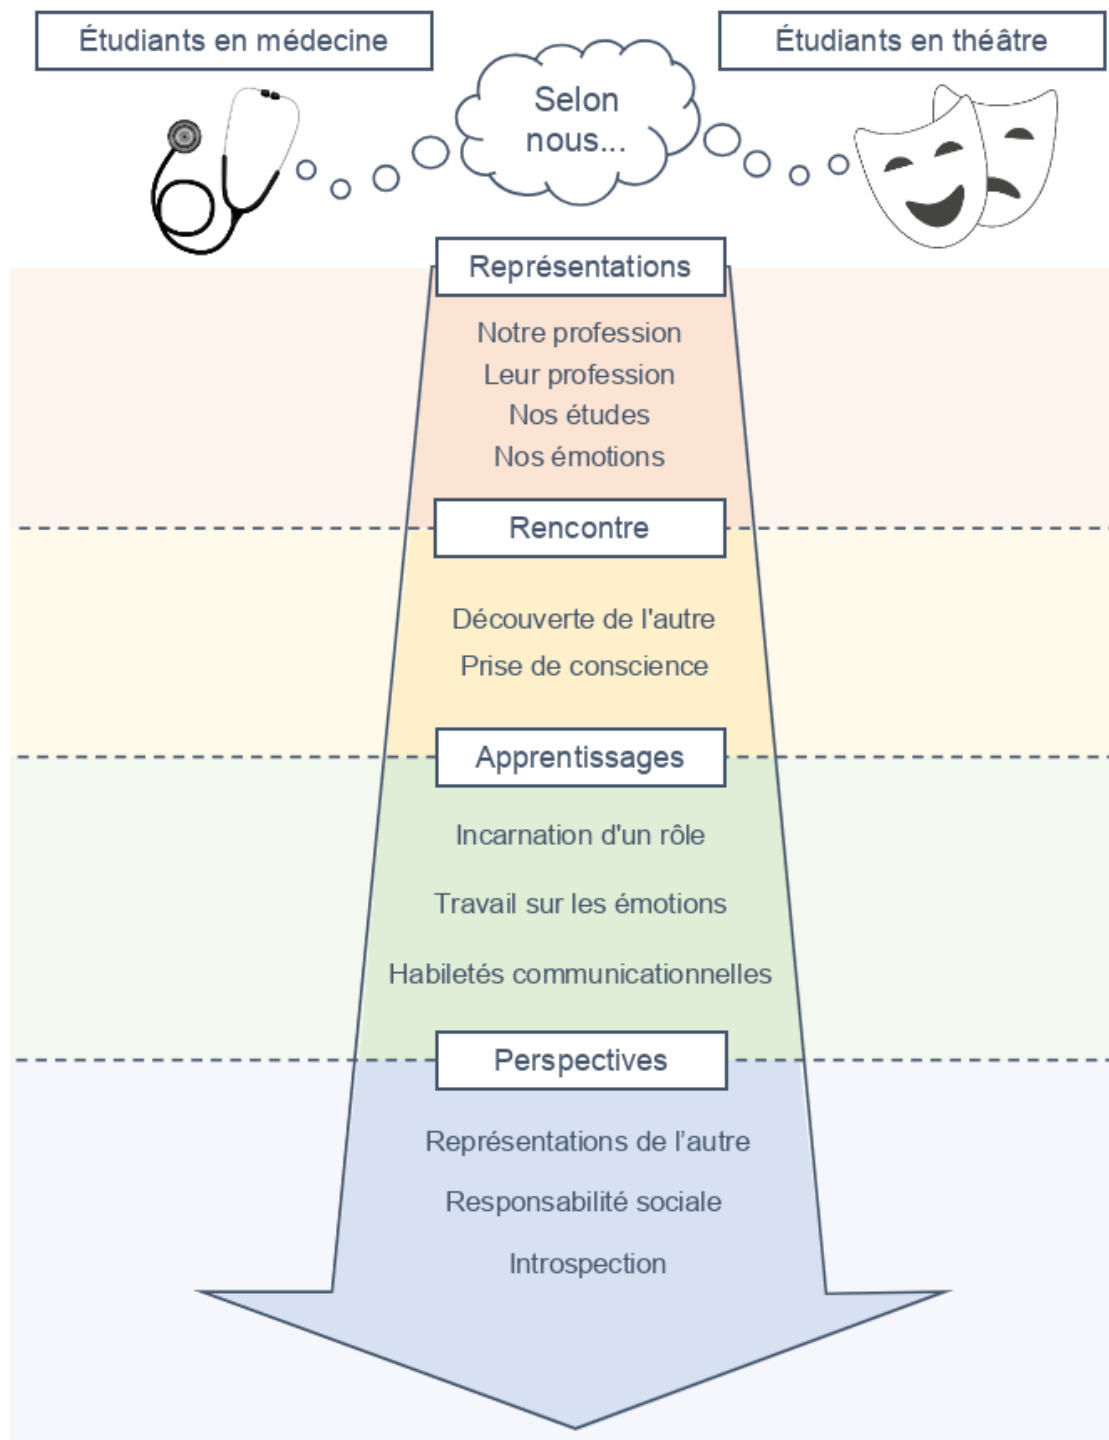 Étudiants en médecine
Étudiants en théâtre
Selon
nous...
Représentations
Notre profession
Leur profession
Nos études
Nos émotions
Rencontre
Découverte de l'autre
Prise de conscience
Apprentissages
Incarnation d'un rôle
Travail sur les émotions
Habiletés communicationnelles
Perspectives
Représentations de l’autre
Responsabilité sociale
Introspection